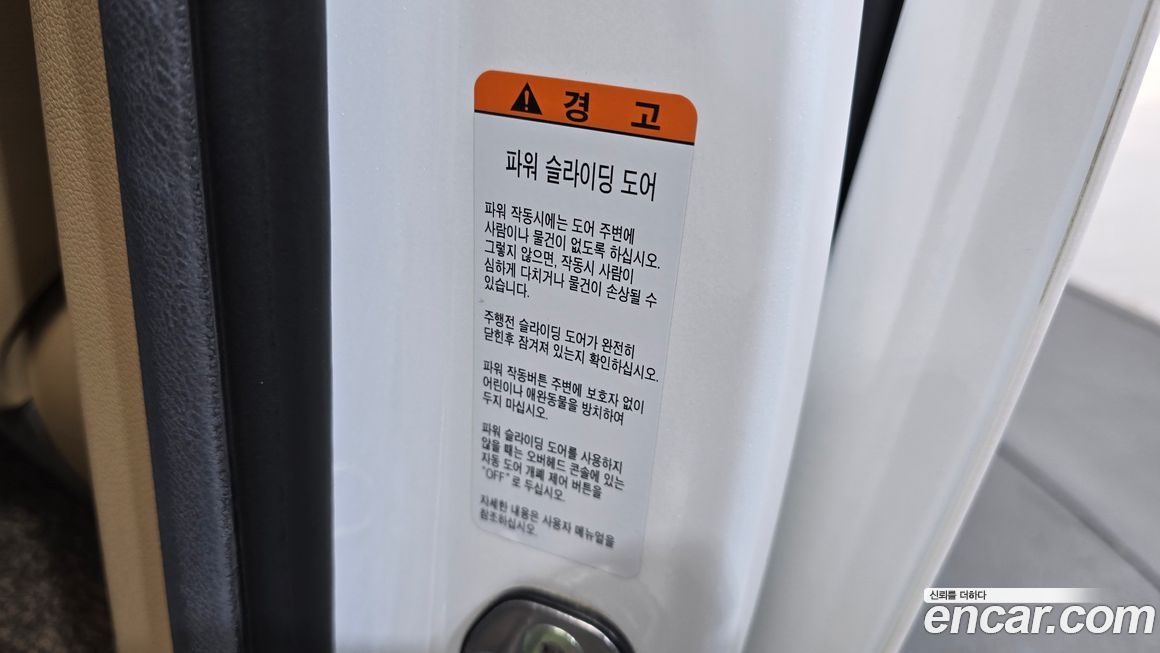 경 고
파워 슬라이딩 도어
파워 작동시에는 도어 주변에
사람이나 물건이 없도록 하십시오.
그렇지 않으면, 작동시 사람이
심하게 다치거나 물건이 손상될 수
있습니다.
주행전 슬라이딩 도어가 완전히
닫힌후 잠겨져 있는지 확인하십시오.
파워 작동버튼 주변에 보호자 없이
어린이나 애완동물을 방치하여
두지 마십시오.
파워 슬라이딩 도어를 사용하지
않을 때는 오버헤드 콘솔에 있는
자동 도어 개폐 제어 버튼을
"OFF"로 두십시오.
자세한 내용은 사용자 메뉴얼을
참조하십시오.
신뢰를 더하다
encar.com